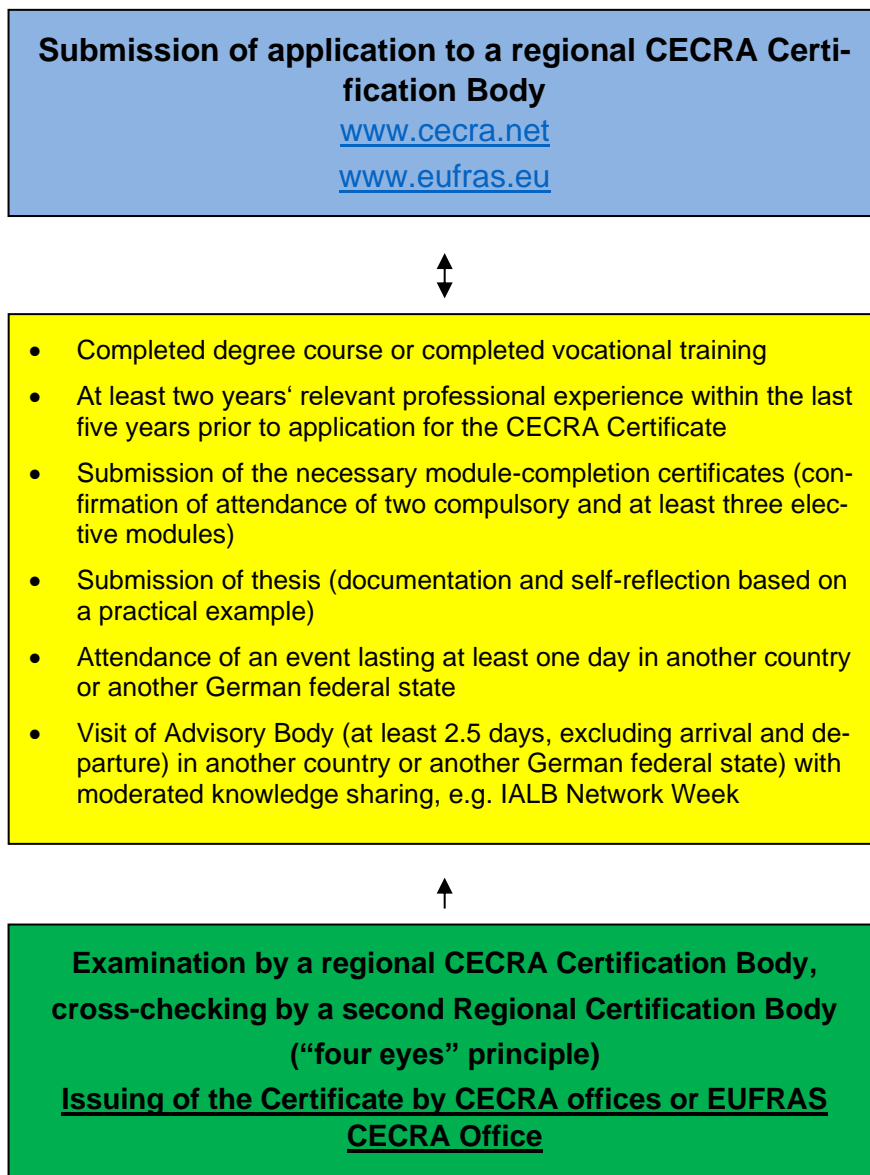 Submission of application to a regional CECRA Certi-
fication Body
www.cecra.net
www.eufras.eu
• Completed degree course or completed vocational training
• At least two years‘ relevant professional experience within the last
five years prior to application for the CECRA Certificate
• Submission of the necessary module-completion certificates (con-
firmation of attendance of two compulsory and at least three elec-
tive modules)
• Submission of thesis (documentation and self-reflection based on
a practical example)
• Attendance of an event lasting at least one day in another country
or another German federal state
• Visit of Advisory Body (at least 2.5 days, excluding arrival and de-
parture) in another country or another German federal state) with
moderated knowledge sharing, e.g. IALB Network Week
Examination by a regional CECRA Certification Body,
cross-checking by a second Regional Certification Body
(“four eyes” principle)
Issuing of the Certificate by CECRA offices or EUFRAS
CECRA Office